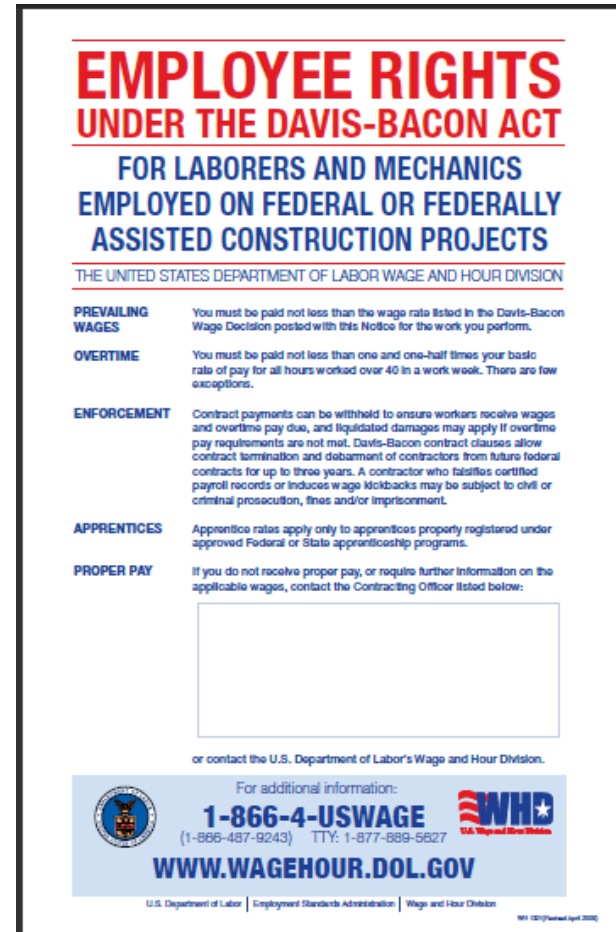 EMPLOYEE RIGHTS
UNDER THE DAVIS-BACON ACT
FOR LABORERS AND MECHANICS
EMPLOYED ON FEDERAL OR FEDERALLY
ASSISTED CONSTRUCTION PROJECTS
THE UNITED STATES DEPARTMENT OF LABOR WAGE AND HOUR DIVISION
PREVAILING
WAGES
You must be paid not less than the wage rate listed in the Davis-Bacon
Wage Decision posted with this Notice for the work you perform.
OVERTIME
You must be paid not less than one and one-half times your basic
rate of pay for all hours worked over 40 in a work week. There are few
exceptions.
ENFORCEMENT
Contract payments can be withheld to ensure workers receive wages
and overtime pay due, and liquidated damages may apply if overtime
pay requirements are not met. Davis-Bacon contract clauses allow
contract termination and debarment of contractors from future federal
contracts for up to three years. A contractor who falsifies certified
payroll records or induces wage kickbacks may be subject to civil or
criminal prosecution, fines and/or imprisonment.
APPRENTICES
Apprentice rates apply only to apprentices properly registered under
approved Federal or State apprenticeship programs.
PROPER PAY
If you do not receive proper pay, or require further information on the
applicable wages, contact the Contracting Officer listed below:
or contact the U.S. Department of Labor's Wage and Hour Division.
For additional information:
1-866-4-USWAGE
(1-866-487-9243) TTY: 1-877-889-5627
WWW.WAGEHOUR.DOL.GOV
WHD
U.S. Wage and Hour Division
U.S. Department of Labor | Employment Standards Administration | Wage and Hour Division
WH 1321 (Revised April 2009)